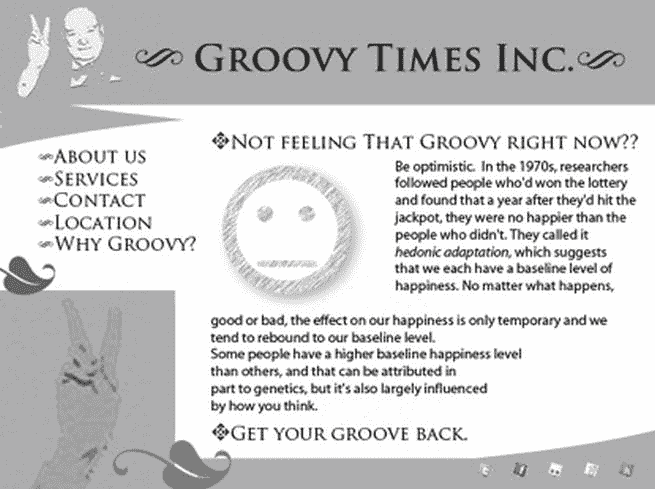 GROOVY TIMES INC.
ABOUT US
SERVICES
CONTACT
LOCATION
WHY GROOVY?
NOT FEELING THAT GROOVY RIGHT NOW??
Be optimistic. In the 1970s, researchers
followed people who'd won the lottery
and found that a year after they'd hit the
jackpot, they were no happier than the
people who didn't. They called it
hedonic adaptation, which suggests
that we each have a baseline level of
happiness. No matter what happens,
good or bad, the effect on our happiness is only temporary and we
tend to rebound to our baseline level.
Some people have a higher baseline happiness level
than others, and that can be attributed in
part to genetics, but it's also largely influenced
by how you think.
GET YOUR GROOVE BACK.